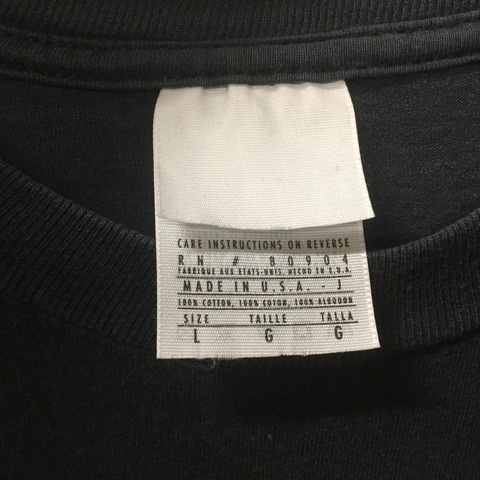 CARE INSTRUCTIONS ON REVERSE
RN # 80904
FABRIQUE AUX ETATS-UNIS, HECHO EN E.U.A.
MADE IN U.S.A. - J
100% COTTON, 100% COTON, 100% ALGODON
SIZE TAILLE TALLA
L G G